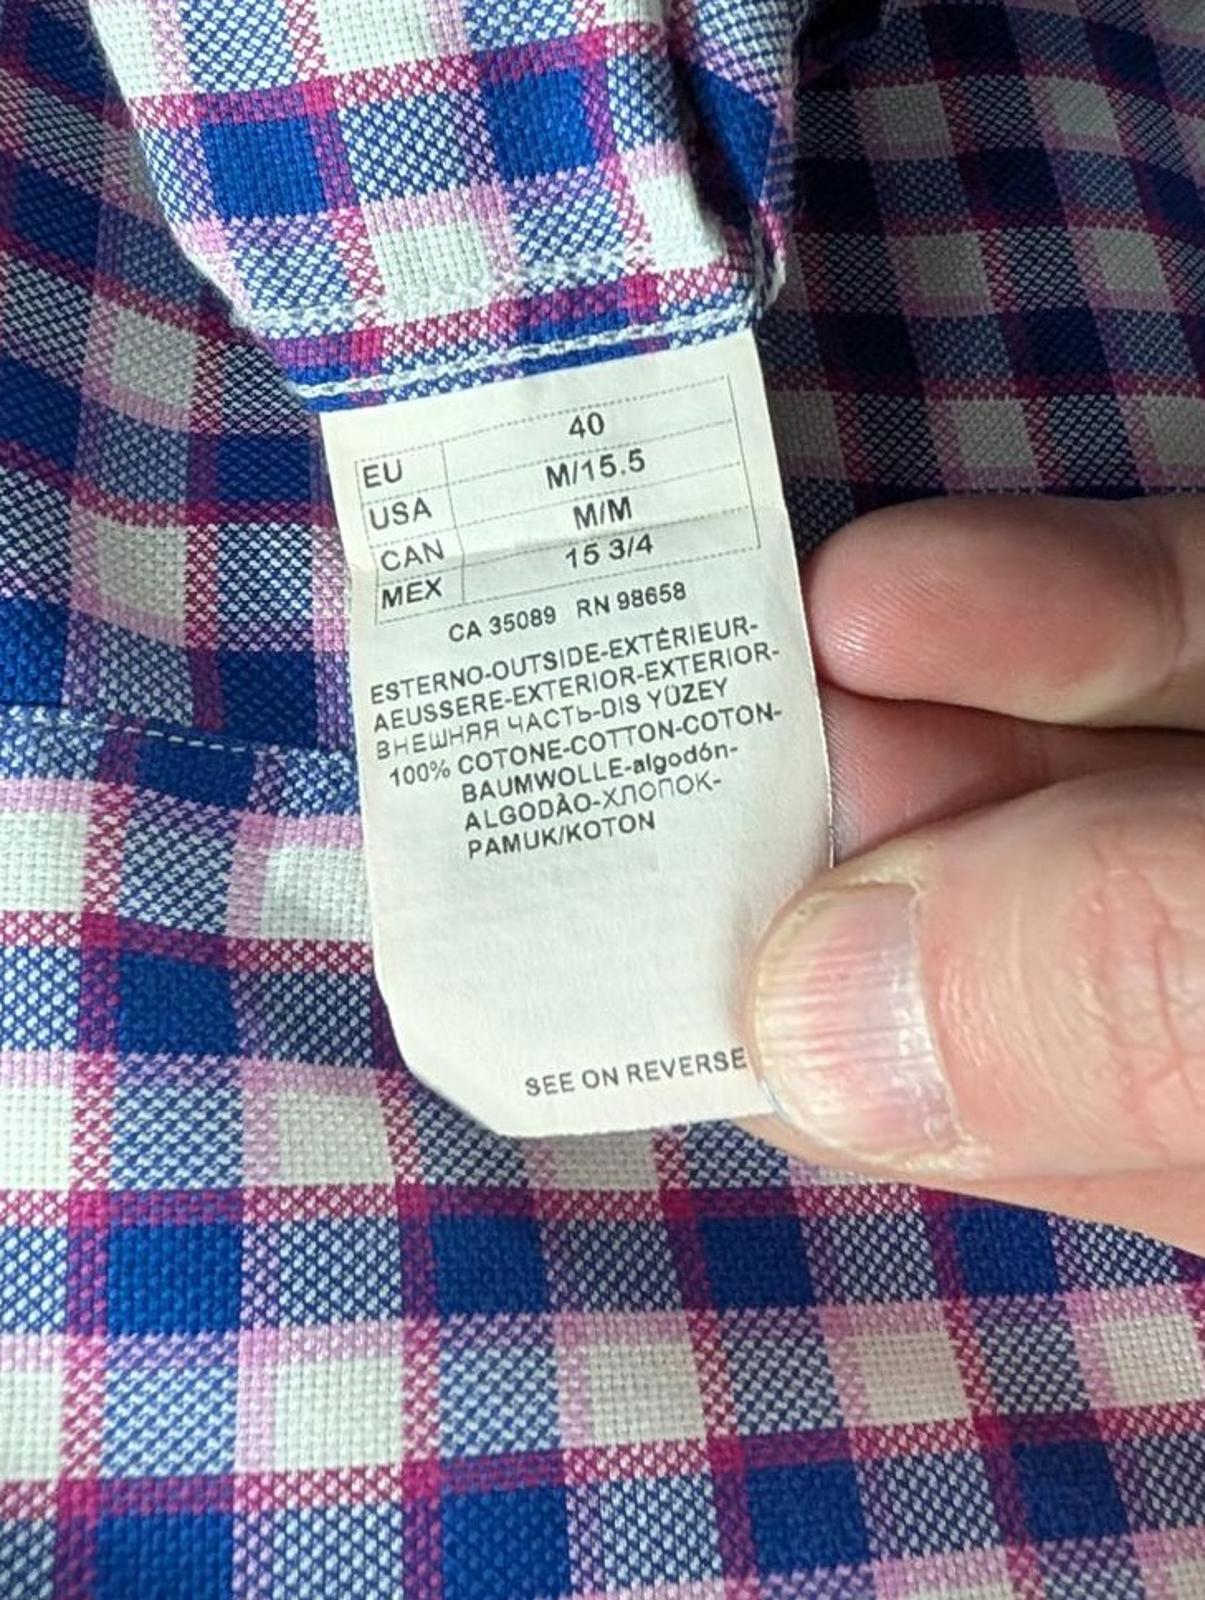 EU 40
USA M/15.5
CAN M/M
MEX 15 3/4
CA 35089 RN 98658
ESTERNO-OUTSIDE-EXTÉRIEUR-
AEUSSERE-EXTERIOR-EXTERIOR-
ВНЕШНЯЯ ЧАСТЬ-DIS YÜZEY
100% COTONE-COTTON-COTON-
BAUMWOLLE-algodón-
ALGODÃO-ХЛОПОК-
PAMUK/KOTON
SEE ON REVERSE